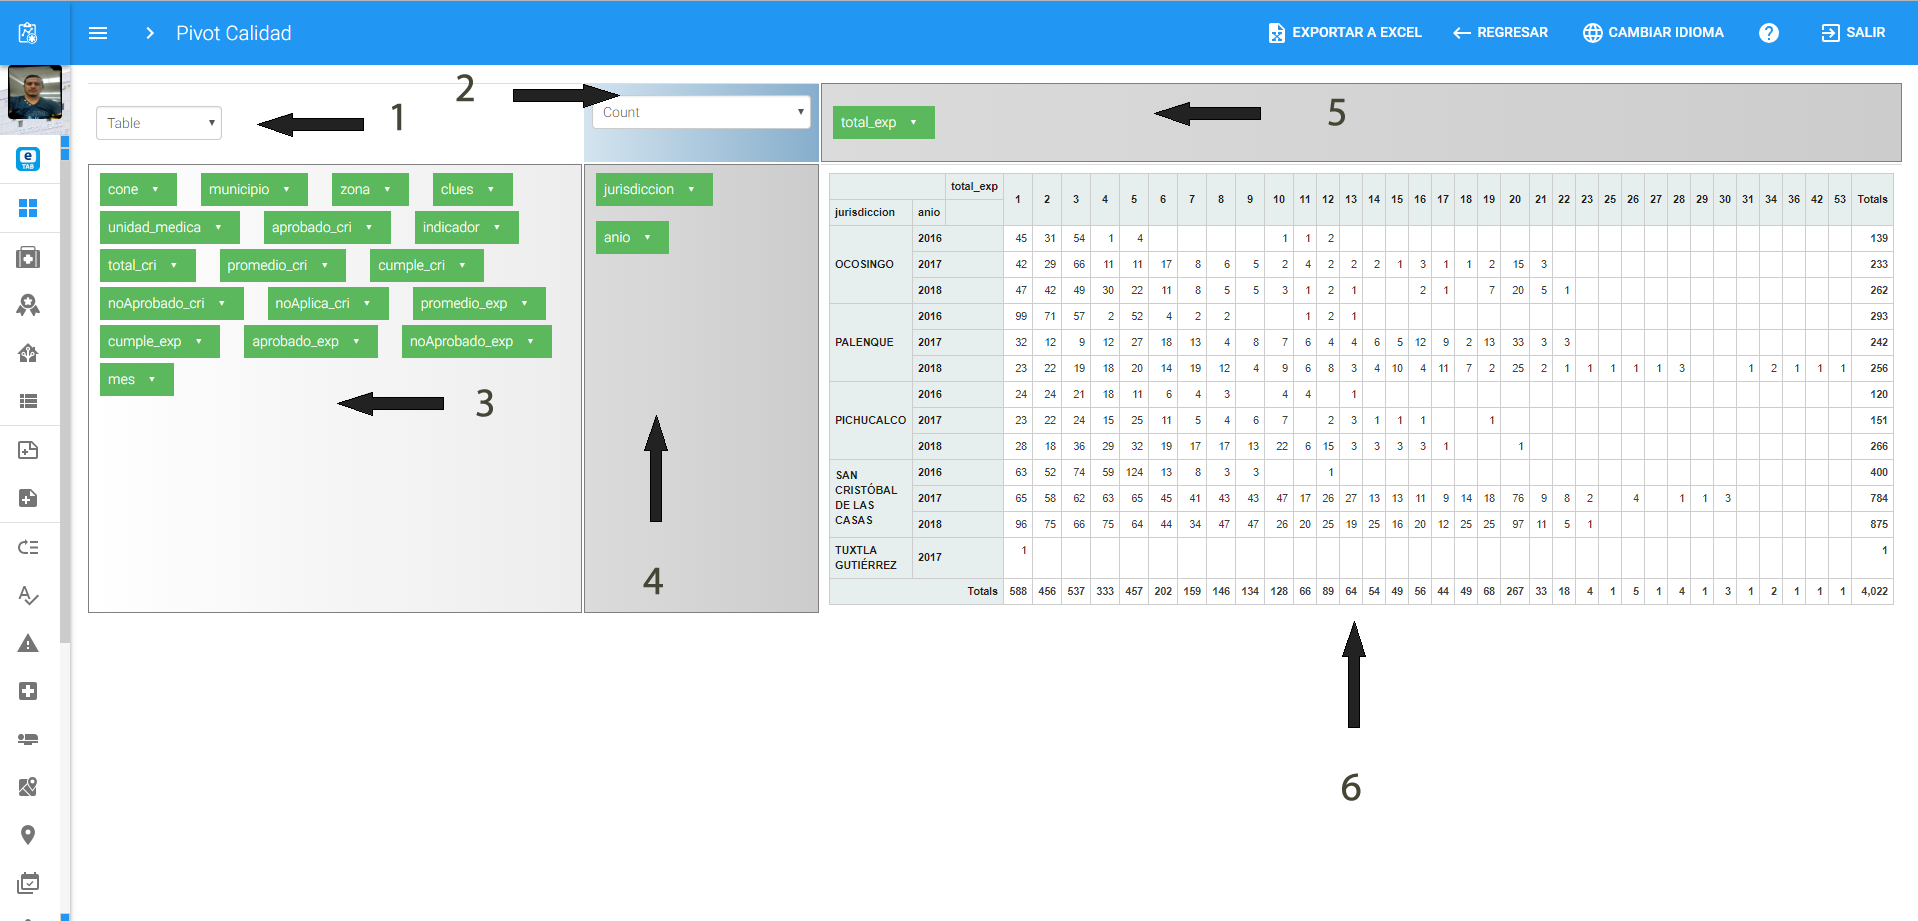 Pivot Calidad
EXPORTAR A EXCEL REGRESAR CAMBIAR IDIOMA ? SALIR
e TAB
Table 1
2 Count
total_exp 5
cone municipio zona clues
unidad_medica aprobado_cri indicador
total_cri promedio_cri cumple_cri
noAprobado_cri noAplica_cri promedio_exp
cumple_exp aprobado_exp noAprobado_exp
mes
3
jurisdiccion
anio
4
total_exp 1 2 3 4 5 6 7 8 9 10 11 12 13 14 15 16 17 18 19 20 21 22 23 25 26 27 28 29 30 31 34 36 42 53 Totals
jurisdiccion anio
OCOSINGO 2016 45 31 54 1 4 1 1 2 139
2017 42 29 66 11 11 17 8 6 5 2 4 2 2 2 1 3 1 1 2 15 3 233
2018 47 42 49 30 22 11 8 5 5 3 1 2 1 2 1 7 20 5 1 262
PALENQUE 2016 99 71 57 2 52 4 2 2 1 2 1 293
2017 32 12 9 12 27 18 13 4 8 7 6 4 4 6 5 12 9 2 13 33 3 3 242
2018 23 22 19 18 20 14 19 12 4 9 6 8 3 4 10 4 11 7 2 25 2 1 1 1 1 1 3 1 2 1 1 1 256
PICHUCALCO 2016 24 24 21 18 11 6 4 3 4 4 1 120
2017 23 22 24 15 25 11 5 4 6 7 2 3 1 1 1 1 151
2018 28 18 36 29 32 19 17 17 13 22 6 15 3 3 3 3 1 1 266
SAN CRISTÓBAL DE LAS CASAS 2016 63 52 74 59 124 13 8 3 3 1 400
2017 65 58 62 63 65 45 41 43 43 47 17 26 27 13 13 11 9 14 18 76 9 8 2 4 1 1 3 784
2018 96 75 66 75 64 44 34 47 47 26 20 25 19 25 16 20 12 25 25 97 11 5 1 875
TUXTLA GUTIÉRREZ 2017 1 1
Totals 588 456 537 333 457 202 159 146 134 128 66 89 64 54 49 56 44 49 68 267 33 18 4 1 5 1 4 1 3 1 2 1 1 1 4,022
6